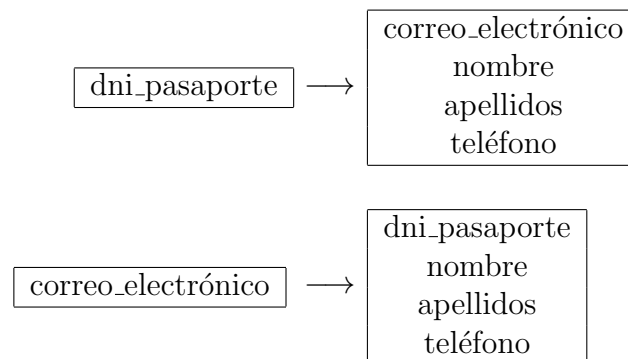 dni_pasaporte
correo_electrónico
nombre
apellidos
teléfono
correo_electrónico
dni_pasaporte
nombre
apellidos
teléfono